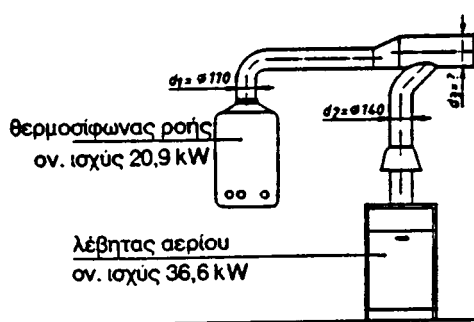 d₁=Ø110
d₃=?
d₂=Ø140
θερμοσίφωνας ροής
ον. ισχύς 20,9 kW
λέβητας αερίου
ον. ισχύς 36,6 kW